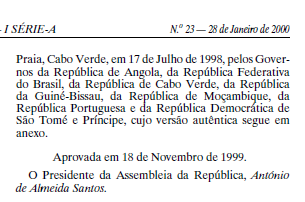 I SÉRIE-A N.º 23 — 28 de Janeiro de 2000
Praia, Cabo Verde, em 17 de Julho de 1998, pelos Gover-
nos da República de Angola, da República Federativa
do Brasil, da República de Cabo Verde, da República
da Guiné-Bissau, da República de Moçambique, da
República Portuguesa e da República Democrática de
São Tomé e Príncipe, cujo versão autêntica segue em
anexo.
Aprovada em 18 de Novembro de 1999.
O Presidente da Assembleia da República, António
de Almeida Santos.